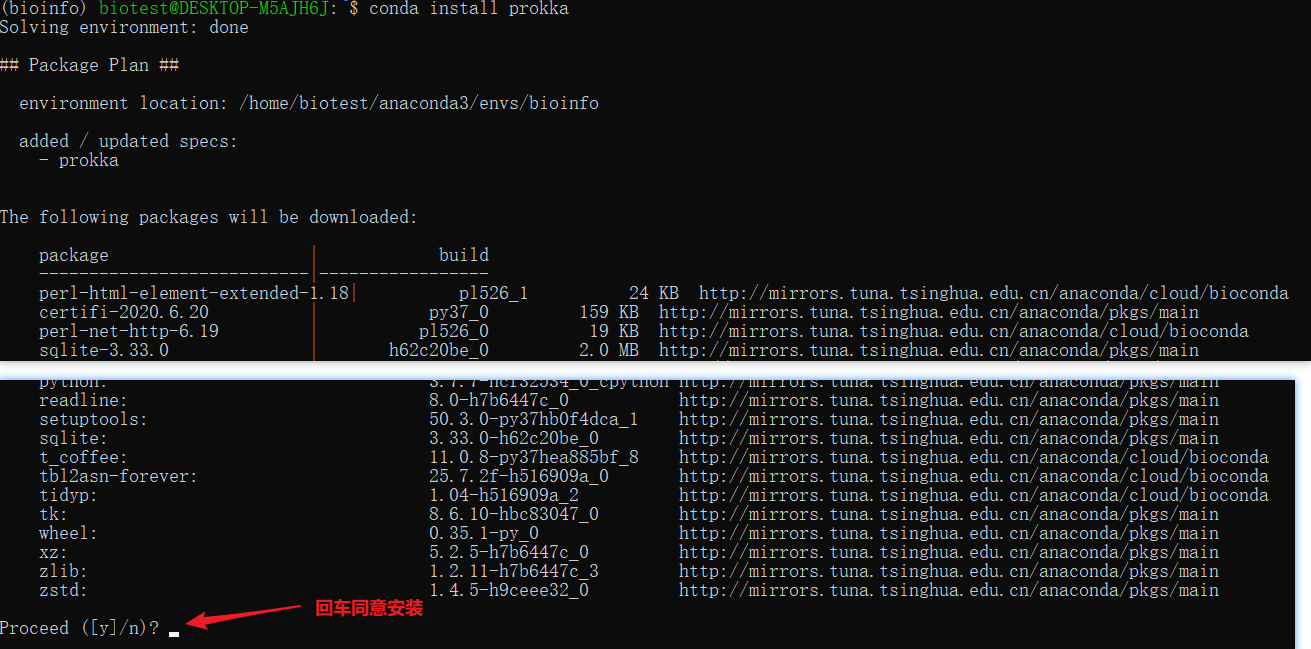 (bioinfo) biotest@DESKTOP-M5AJH6J:~$ conda install prokka
Solving environment: done
## Package Plan ##
environment location: /home/biotest/anaconda3/envs/bioinfo
added / updated specs:
- prokka
The following packages will be downloaded:
package | build
---------------------------|-----------------
perl-html-element-extended-1.18| pl526_1 24 KB http://mirrors.tuna.tsinghua.edu.cn/anaconda/cloud/bioconda
certifi-2020.6.20 | py37_0 159 KB http://mirrors.tuna.tsinghua.edu.cn/anaconda/pkgs/main
perl-net-http-6.19 | pl526_0 19 KB http://mirrors.tuna.tsinghua.edu.cn/anaconda/cloud/bioconda
sqlite-3.33.0 | h62c20be_0 2.0 MB http://mirrors.tuna.tsinghua.edu.cn/anaconda/pkgs/main
python: http://mirrors.tuna.tsinghua.edu.cn/anaconda/pkgs/main
readline: 8.0-h7b6447c_0 http://mirrors.tuna.tsinghua.edu.cn/anaconda/pkgs/main
setuptools: 50.3.0-py37hb0f4dca_1 http://mirrors.tuna.tsinghua.edu.cn/anaconda/pkgs/main
sqlite: 3.33.0-h62c20be_0 http://mirrors.tuna.tsinghua.edu.cn/anaconda/pkgs/main
t_coffee: 11.0.8-py37hea885bf_8 http://mirrors.tuna.tsinghua.edu.cn/anaconda/cloud/bioconda
tbl2asn-forever: 25.7.2f-h516909a_0 http://mirrors.tuna.tsinghua.edu.cn/anaconda/cloud/bioconda
tidyp: 1.04-h516909a_2 http://mirrors.tuna.tsinghua.edu.cn/anaconda/cloud/bioconda
tk: 8.6.10-hbc83047_0 http://mirrors.tuna.tsinghua.edu.cn/anaconda/pkgs/main
wheel: 0.35.1-py_0 http://mirrors.tuna.tsinghua.edu.cn/anaconda/pkgs/main
xz: 5.2.5-h7b6447c_0 http://mirrors.tuna.tsinghua.edu.cn/anaconda/pkgs/main
zlib: 1.2.11-h7b6447c_3 http://mirrors.tuna.tsinghua.edu.cn/anaconda/pkgs/main
zstd: 1.4.5-h9ceee32_0 http://mirrors.tuna.tsinghua.edu.cn/anaconda/pkgs/main
回车同意安装
Proceed ([y]/n)?